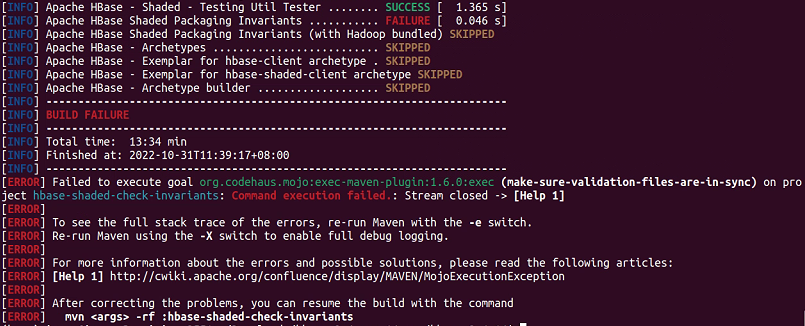 [INFO] Apache HBase - Shaded - Testing Util Tester ........ SUCCESS [  1.365 s]
[INFO] Apache HBase Shaded Packaging Invariants ........... FAILURE [  0.046 s]
[INFO] Apache HBase Shaded Packaging Invariants (with Hadoop bundled) SKIPPED
[INFO] Apache HBase - Archetypes .......................... SKIPPED
[INFO] Apache HBase - Exemplar for hbase-client archetype . SKIPPED
[INFO] Apache HBase - Exemplar for hbase-shaded-client archetype SKIPPED
[INFO] Apache HBase - Archetype builder ................... SKIPPED
[INFO] ------------------------------------------------------------------------
[INFO] BUILD FAILURE
[INFO] ------------------------------------------------------------------------
[INFO] Total time:  13:34 min
[INFO] Finished at: 2022-10-31T11:39:17+08:00
[INFO] ------------------------------------------------------------------------
[ERROR] Failed to execute goal org.codehaus.mojo:exec-maven-plugin:1.6.0:exec (make-sure-validation-files-are-in-sync) on pro
ject hbase-shaded-check-invariants: Command execution failed.: Stream closed -> [Help 1]
[ERROR]
[ERROR] To see the full stack trace of the errors, re-run Maven with the -e switch.
[ERROR] Re-run Maven using the -X switch to enable full debug logging.
[ERROR]
[ERROR] For more information about the errors and possible solutions, please read the following articles:
[ERROR] [Help 1] http://cwiki.apache.org/confluence/display/MAVEN/MojoExecutionException
[ERROR]
[ERROR] After correcting the problems, you can resume the build with the command
[ERROR]   mvn <args> -rf :hbase-shaded-check-invariants